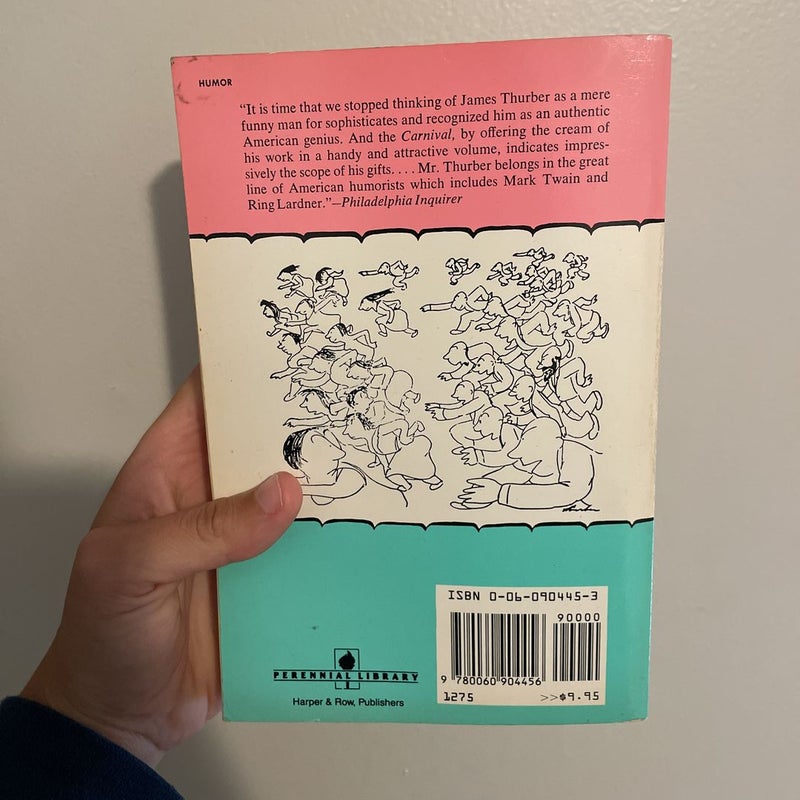 HUMOR
“It is time that we stopped thinking of James Thurber as a mere
funny man for sophisticates and recognized him as an authentic
American genius. And the Carnival, by offering the cream of
his work in a handy and attractive volume, indicates impres-
sively the scope of his gifts. . . . Mr. Thurber belongs in the great
line of American humorists which includes Mark Twain and
Ring Lardner.”—Philadelphia Inquirer
Thurber
ISBN 0-06-090445-3
90000
9 780060 904456
1275 >>$9.95
PERENNIAL LIBRARY
Harper & Row, Publishers